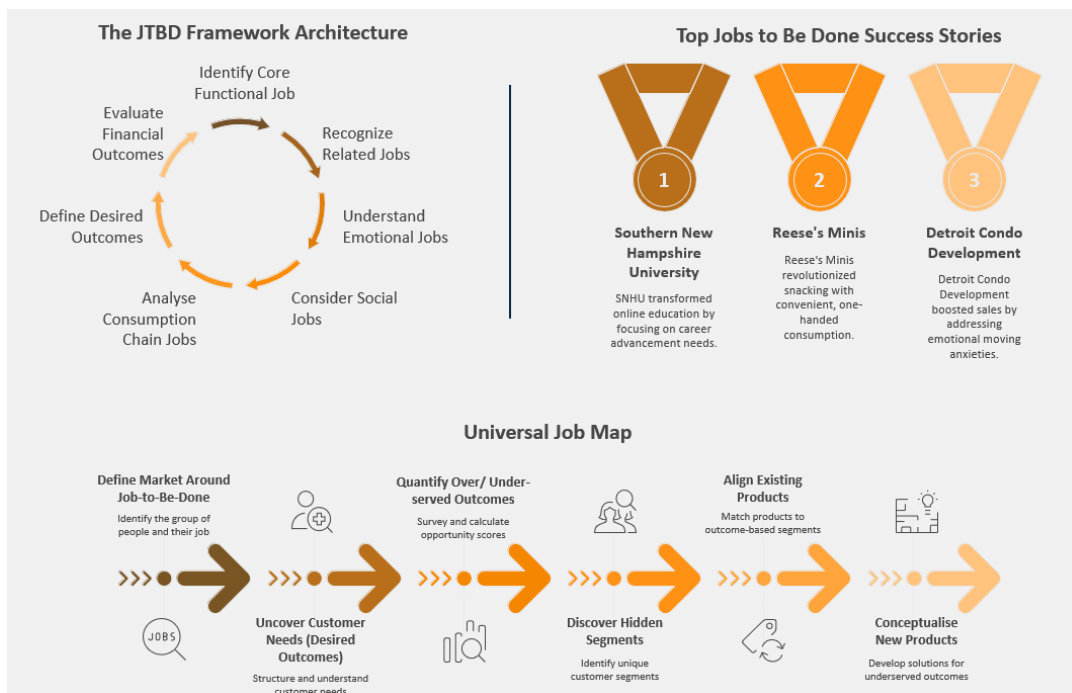 The JTBD Framework Architecture
Identify Core
Functional Job
Recognize
Related Jobs
Understand
Emotional Jobs
Consider Social
Jobs
Analyse
Consumption
Chain Jobs
Define Desired
Outcomes
Evaluate
Financial
Outcomes
Top Jobs to Be Done Success Stories
1
Southern New
Hampshire
University
SNHU transformed
online education by
focusing on career
advancement needs.
2
Reese's Minis
Reese's Minis
revolutionized
snacking with
convenient, one-
handed
consumption.
3
Detroit Condo
Development
Detroit Condo
Development
boosted sales by
addressing
emotional moving
anxieties.
Universal Job Map
Define Market Around
Job-to-Be-Done
Identify the group of
people and their job
JOBS
Uncover Customer
Needs (Desired
Outcomes)
Structure and understand
customer needs
Quantify Over/ Under-
served Outcomes
Survey and calculate
opportunity scores
Discover Hidden
Segments
Identify unique
customer segments
Align Existing
Products
Match products to
outcome-based segments
Conceptualise
New Products
Develop solutions for
underserved outcomes